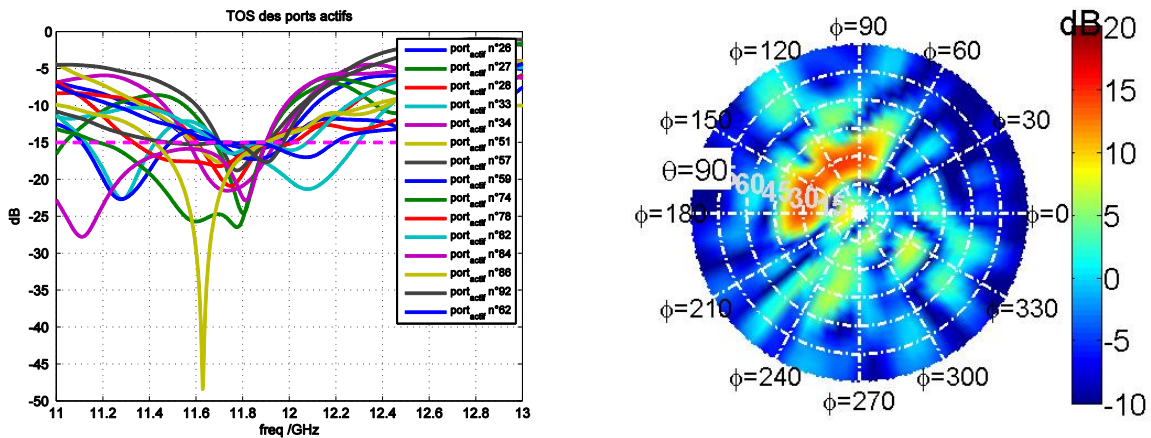 TOS des ports actifs
0
-5
-10
-15
-20
-25
-30
-35
-40
-45
-50
dB
11
11.2
11.4
11.6
11.8
12
12.2
12.4
12.6
12.8
13
freq /GHz
port actif n°26
port actif n°27
port actif n°28
port actif n°33
port actif n°34
port actif n°51
port actif n°57
port actif n°59
port actif n°74
port actif n°78
port actif n°82
port actif n°84
port actif n°86
port actif n°92
port actif n°62
ϕ=90
ϕ=120
ϕ=60
ϕ=150
ϕ=30
θ=90
60
45
30
15
ϕ=180
ϕ=0
ϕ=210
ϕ=330
ϕ=240
ϕ=300
ϕ=270
dB
20
15
10
5
0
-5
-10